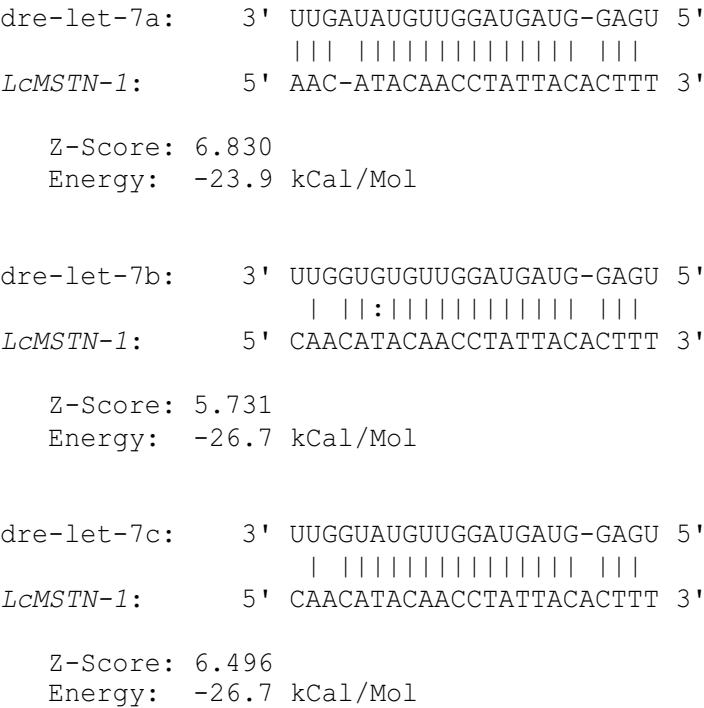 dre-let-7a:   3' UUGAUAUGUUGGAUGAUG-GAGU 5'
                 ||| |||||||||||||| |||
LcMSTN-1:     5' AAC-ATACAACCTATTACACTTT 3'
Z-Score: 6.830
Energy:  -23.9 kCal/Mol
dre-let-7b:   3' UUGGUGUGUUGGAUGAUG-GAGU 5'
                  | ||:|||||||||||| |||
LcMSTN-1:     5' CAACATACAACCTATTACACTTT 3'
Z-Score: 5.731
Energy:  -26.7 kCal/Mol
dre-let-7c:   3' UUGGUAUGUUGGAUGAUG-GAGU 5'
                  | ||||||||||||||| |||
LcMSTN-1:     5' CAACATACAACCTATTACACTTT 3'
Z-Score: 6.496
Energy:  -26.7 kCal/Mol